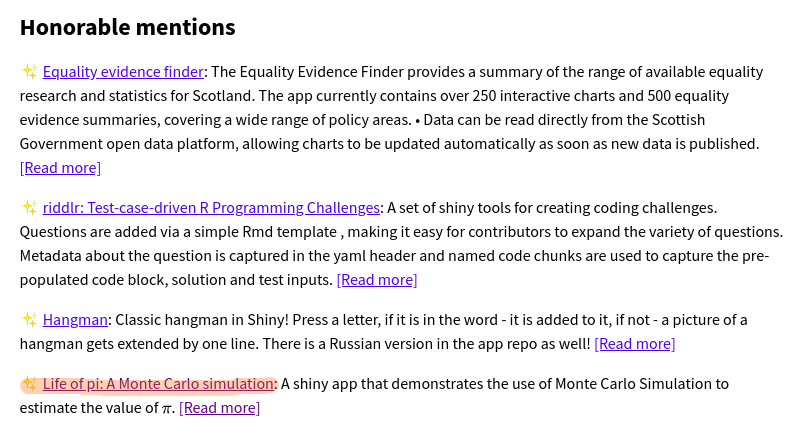 Honorable mentions
✨ Equality evidence finder: The Equality Evidence Finder provides a summary of the range of available equality
research and statistics for Scotland. The app currently contains over 250 interactive charts and 500 equality
evidence summaries, covering a wide range of policy areas. • Data can be read directly from the Scottish
Government open data platform, allowing charts to be updated automatically as soon as new data is published.
[Read more]
✨ riddlr: Test-case-driven R Programming Challenges: A set of shiny tools for creating coding challenges.
Questions are added via a simple Rmd template , making it easy for contributors to expand the variety of questions.
Metadata about the question is captured in the yaml header and named code chunks are used to capture the pre-
populated code block, solution and test inputs. [Read more]
✨ Hangman: Classic hangman in Shiny! Press a letter, if it is in the word - it is added to it, if not - a picture of a
hangman gets extended by one line. There is a Russian version in the app repo as well! [Read more]
✨ Life of pi: A Monte Carlo simulation: A shiny app that demonstrates the use of Monte Carlo Simulation to
estimate the value of π. [Read more]